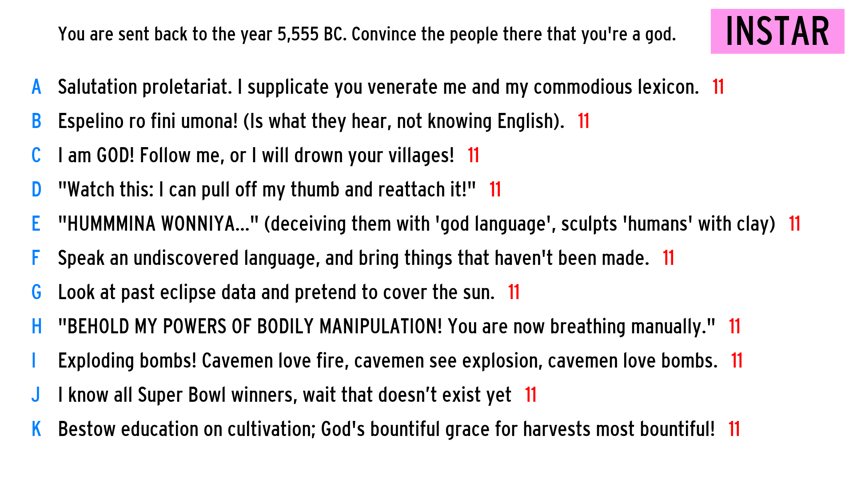 You are sent back to the year 5,555 BC. Convince the people there that you're a god.
INSTAR
A Salutation proletariat. I supplicate you venerate me and my commodious lexicon. 11
B Espelino ro fini umona! (Is what they hear, not knowing English). 11
C I am GOD! Follow me, or I will drown your villages! 11
D "Watch this: I can pull off my thumb and reattach it!" 11
E "HUMMMINA WONNIYA..." (deceiving them with 'god language', sculpts 'humans' with clay) 11
F Speak an undiscovered language, and bring things that haven't been made. 11
G Look at past eclipse data and pretend to cover the sun. 11
H "BEHOLD MY POWERS OF BODILY MANIPULATION! You are now breathing manually." 11
I Exploding bombs! Cavemen love fire, cavemen see explosion, cavemen love bombs. 11
J I know all Super Bowl winners, wait that doesn’t exist yet 11
K Bestow education on cultivation; God's bountiful grace for harvests most bountiful! 11